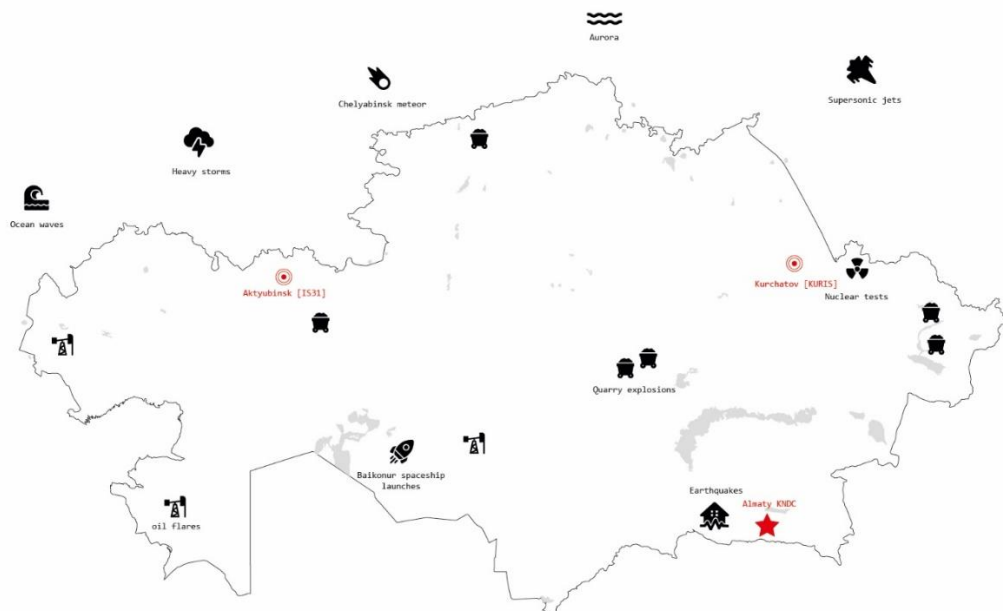 Aurora
Supersonic jets
Chelyabinsk meteor
Heavy storms
Ocean waves
Aktyubinsk [IS31]
Kurchatov [KURIS]
Nuclear tests
Quarry explosions
Baikonur spaceship
launches
oil flares
Earthquakes
Almaty KNDC